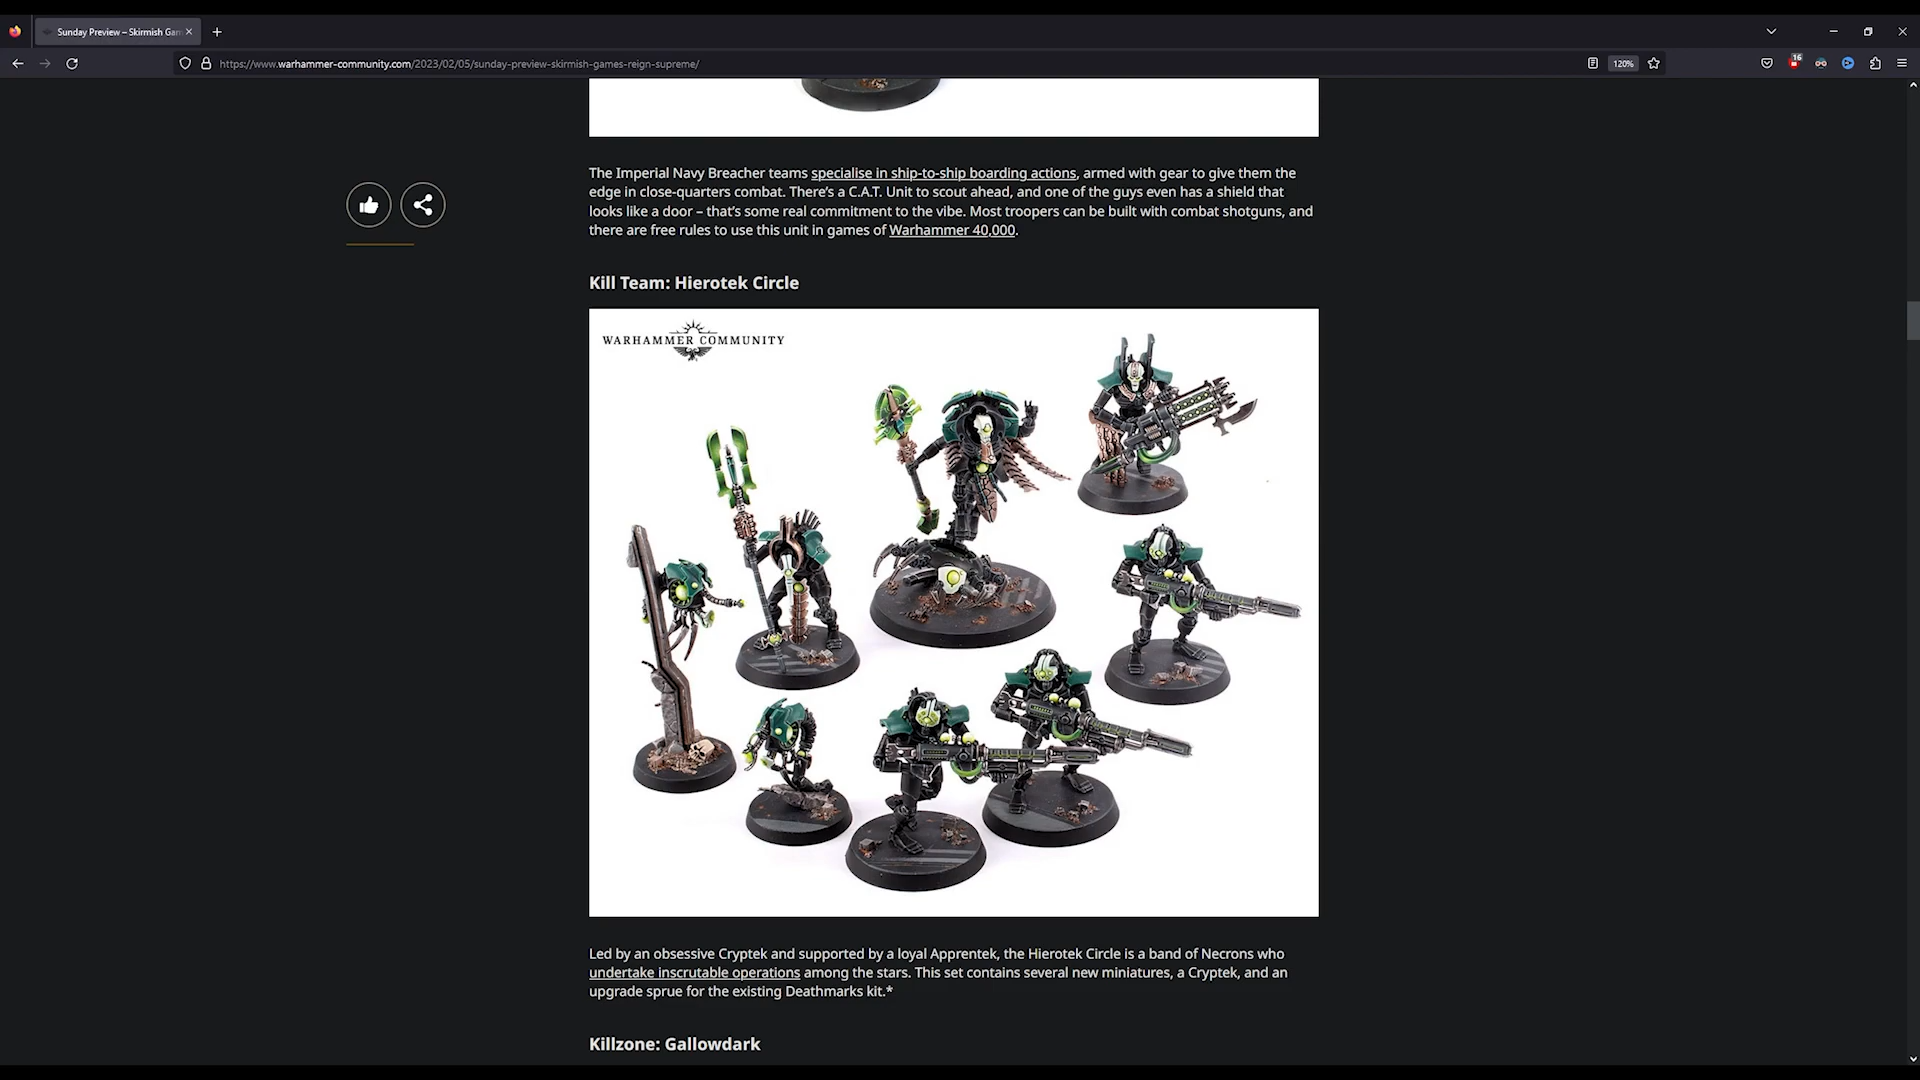 Sunday Preview – Skirmish Gam
https://www.warhammer-community.com/2023/02/05/sunday-preview-skirmish-games-reign-supreme/
120%
16
The Imperial Navy Breacher teams specialise in ship-to-ship boarding actions, armed with gear to give them the
edge in close-quarters combat. There’s a C.A.T. Unit to scout ahead, and one of the guys even has a shield that
looks like a door – that’s some real commitment to the vibe. Most troopers can be built with combat shotguns, and
there are free rules to use this unit in games of Warhammer 40,000.
Kill Team: Hierotek Circle
WARHAMMER COMMUNITY
Led by an obsessive Cryptek and supported by a loyal Apprentek, the Hierotek Circle is a band of Necrons who
undertake inscrutable operations among the stars. This set contains several new miniatures, a Cryptek, and an
upgrade sprue for the existing Deathmarks kit.*
Killzone: Gallowdark